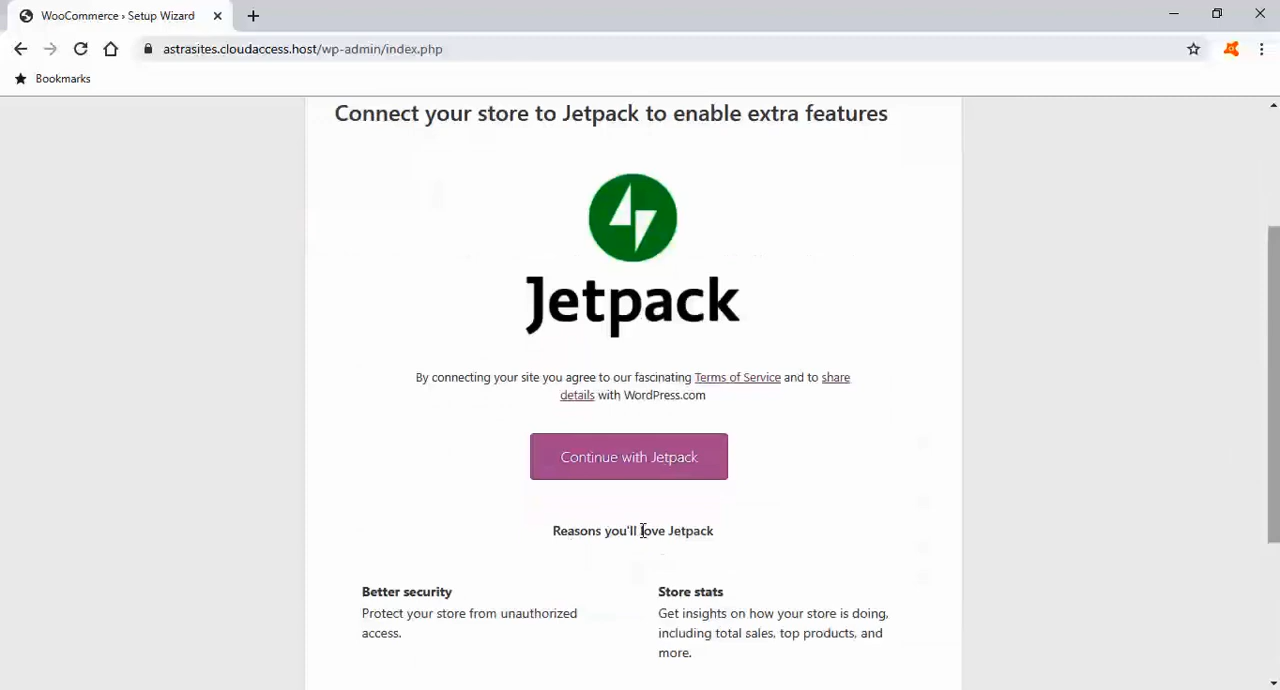 WooCommerce › Setup Wizard
astrasites.cloudaccess.host/wp-admin/index.php
Bookmarks
Connect your store to Jetpack to enable extra features
Jetpack
By connecting your site you agree to our fascinating Terms of Service and to share
details with WordPress.com
Continue with Jetpack
Reasons you'll love Jetpack
Better security
Protect your store from unauthorized
access.
Store stats
Get insights on how your store is doing,
including total sales, top products, and
more.